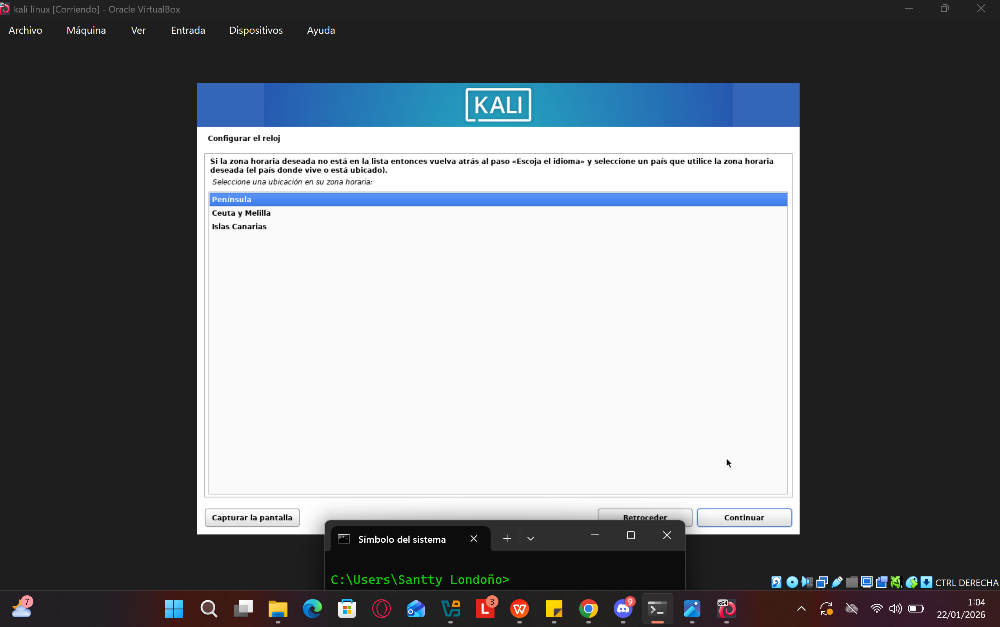 64
kali linux [Corriendo] - Oracle VirtualBox
Archivo Máquina Ver Entrada Dispositivos Ayuda
KALI
Configurar el reloj
Si la zona horaria deseada no está en la lista entonces vuelva atrás al paso «Escoja el idioma» y seleccione un país que utilice la zona horaria
deseada (el país donde vive o está ubicado).
Seleccione una ubicación en su zona horaria:
Península
Ceuta y Melilla
Islas Canarias
Capturar la pantalla Retroceder Continuar
Símbolo del sistema
C:\Users\Santty Londoño>
CTRL DERECHA
7
3
9
x64
1:04
22/01/2026